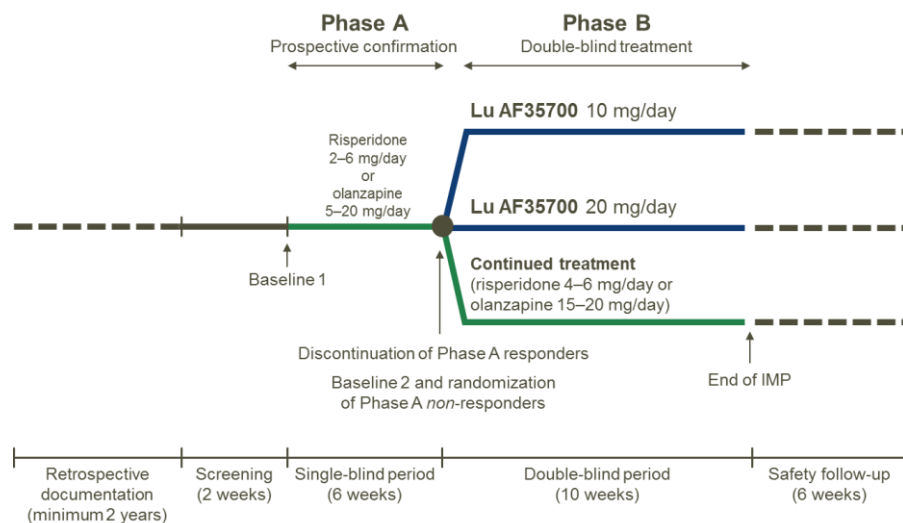 Phase A
Prospective confirmation
Phase B
Double-blind treatment
Lu AF35700 10 mg/day
Risperidone
2–6 mg/day
or
olanzapine
5–20 mg/day
Lu AF35700 20 mg/day
Baseline 1
Continued treatment
(risperidone 4–6 mg/day or
olanzapine 15–20 mg/day)
Discontinuation of Phase A responders
Baseline 2 and randomization
of Phase A non-responders
End of IMP
Retrospective
documentation
(minimum 2 years)
Screening
(2 weeks)
Single-blind period
(6 weeks)
Double-blind period
(10 weeks)
Safety follow-up
(6 weeks)